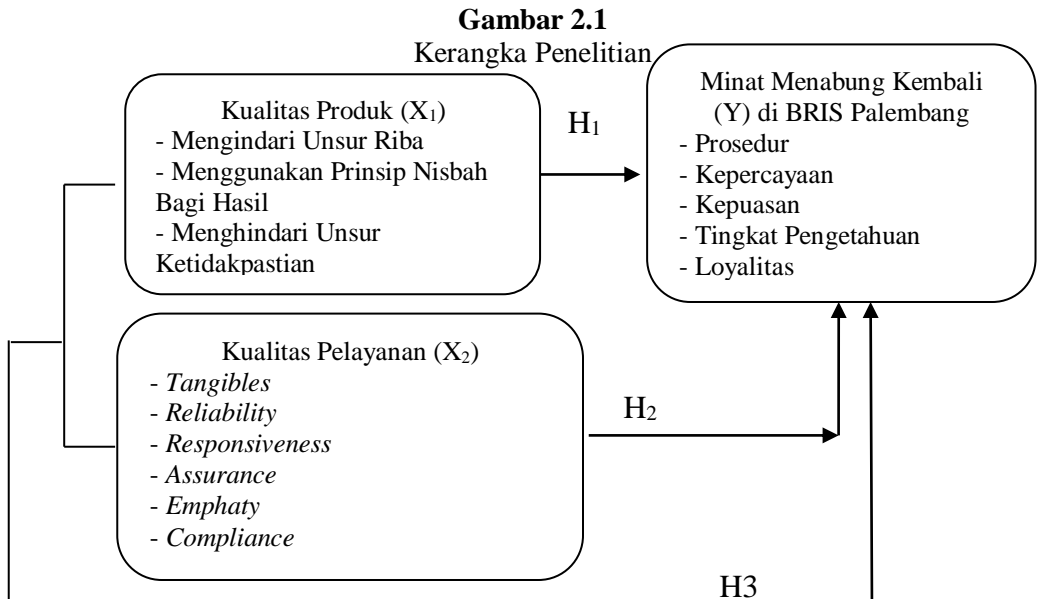 Gambar 2.1
Kerangka Penelitian
Kualitas Produk (X₁)
- Mengindari Unsur Riba
- Menggunakan Prinsip Nisbah
Bagi Hasil
- Menghindari Unsur
Ketidakpastian
H₁
Minat Menabung Kembali
(Y) di BRIS Palembang
- Prosedur
- Kepercayaan
- Kepuasan
- Tingkat Pengetahuan
- Loyalitas
Kualitas Pelayanan (X₂)
- Tangibles
- Reliability
- Responsiveness
- Assurance
- Emphaty
- Compliance
H₂
H3